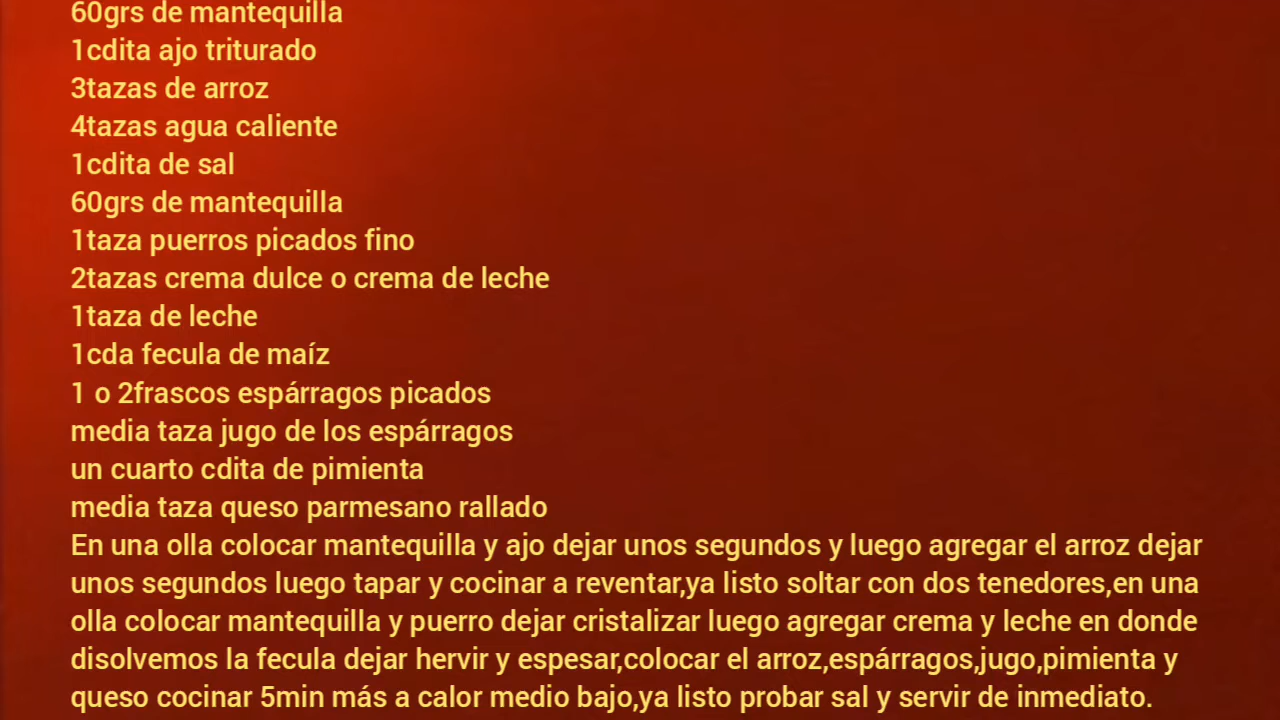 60grs de mantequilla
1cdita ajo triturado
3tazas de arroz
4tazas agua caliente
1cdita de sal
60grs de mantequilla
1taza puerros picados fino
2tazas crema dulce o crema de leche
1taza de leche
1cda fecula de maíz
1 o 2frascos espárragos picados
media taza jugo de los espárragos
un cuarto cdita de pimienta
media taza queso parmesano rallado
En una olla colocar mantequilla y ajo dejar unos segundos y luego agregar el arroz dejar
unos segundos luego tapar y cocinar a reventar,ya listo soltar con dos tenedores,en una
olla colocar mantequilla y puerro dejar cristalizar luego agregar crema y leche en donde
disolvemos la fecula dejar hervir y espesar,colocar el arroz,espárragos,jugo,pimienta y
queso cocinar 5min más a calor medio bajo,ya listo probar sal y servir de inmediato.